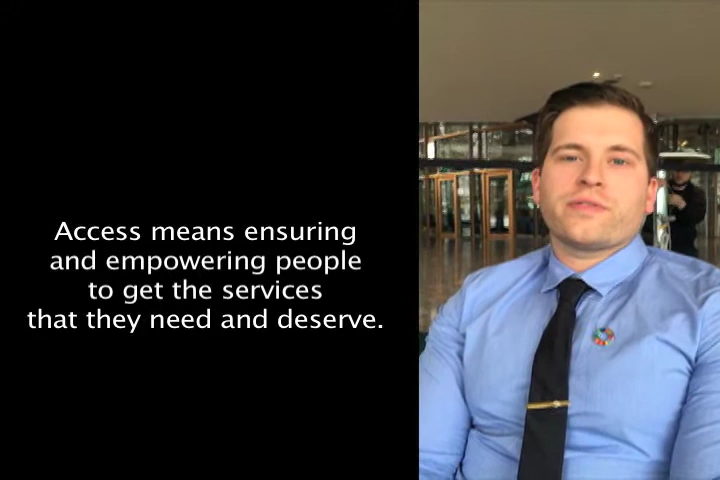 Access means ensuring
and empowering people
to get the services
that they need and deserve.